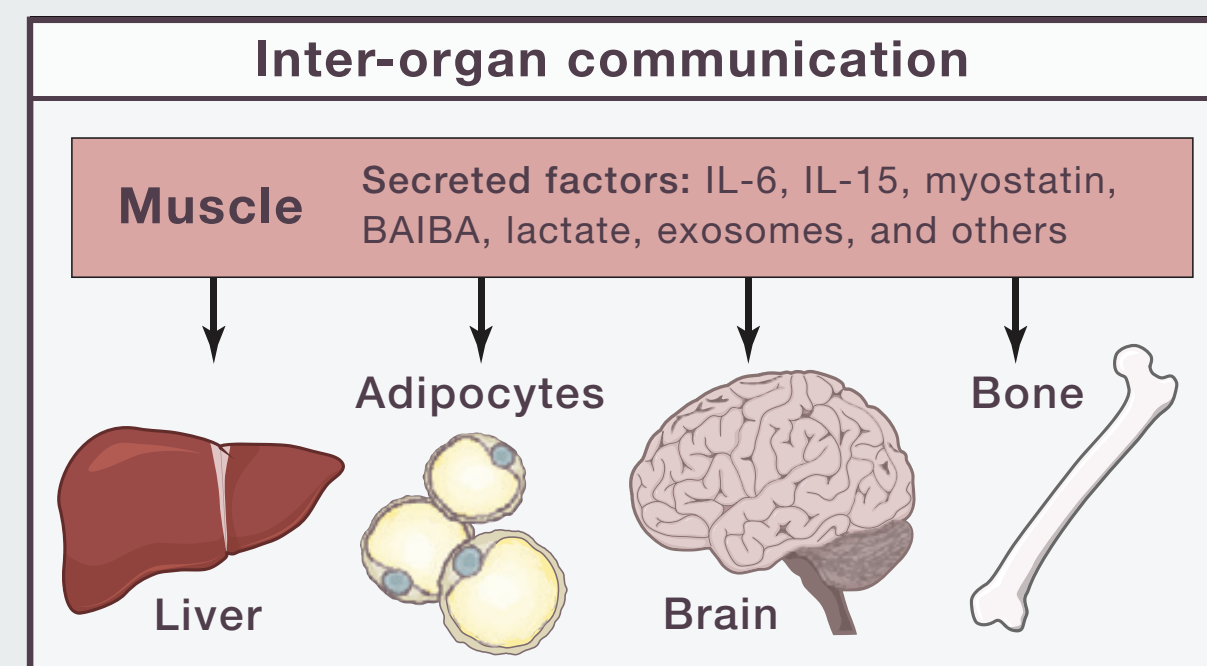 Inter-organ communication
Muscle
Secreted factors: IL-6, IL-15, myostatin,
BAIBA, lactate, exosomes, and others
Adipocytes
Bone
Liver
Brain